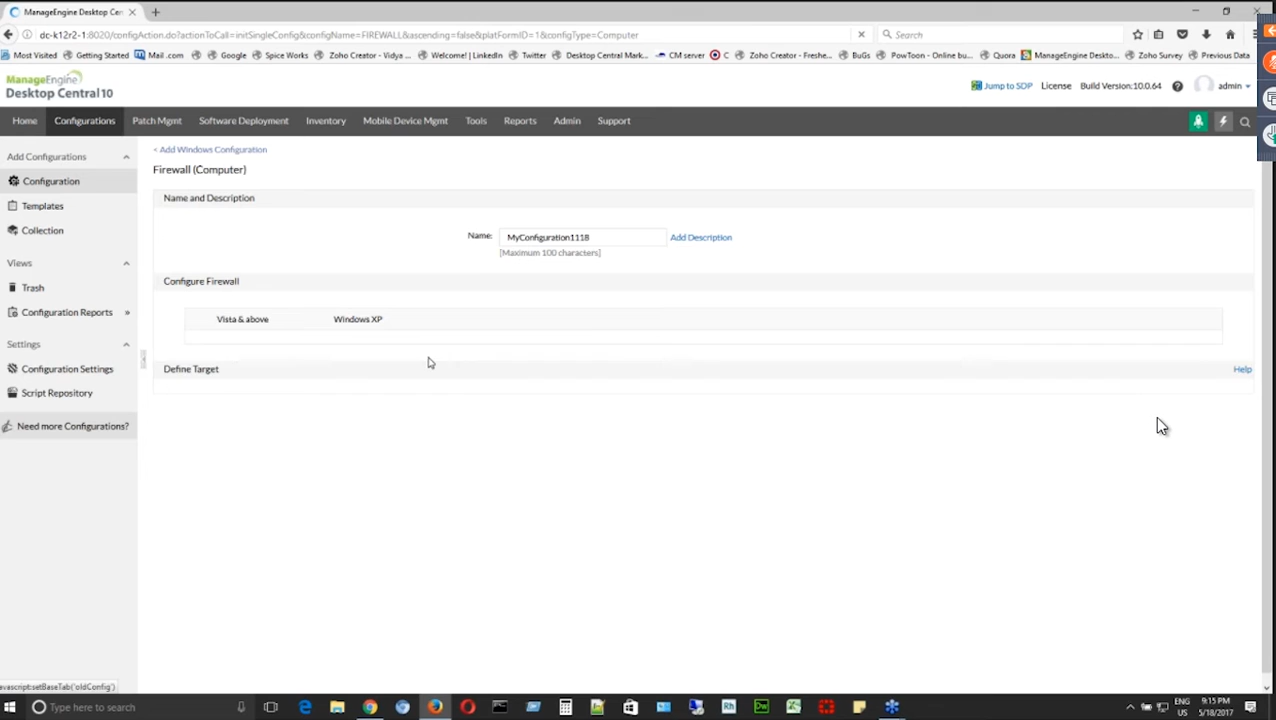 ManageEngine Desktop Cen
dc-k12r2-1:8020/configAction.do?actionToCall=initSingleConfig&configName=FIREWALL&ascending=false&platFormID=1&configType=Computer
Search
Most Visited Getting Started Mail .com Google Spice Works Zoho Creator - Vidya ... Welcome! | LinkedIn Twitter Desktop Central Mark... CM server C Zoho Creator - Freshe... BuGs PowToon - Online bu... Quora ManageEngine Deskto... Zoho Survey Previous Data
ManageEngine
Desktop Central 10
Jump to SDP License Build Version:10.0.64 admin
Home Configurations Patch Mgmt Software Deployment Inventory Mobile Device Mgmt Tools Reports Admin Support
Add Configurations
Configuration
Templates
Collection
Views
Trash
Configuration Reports »
Settings
Configuration Settings
Script Repository
Need more Configurations?
< Add Windows Configuration
Firewall (Computer)
Name and Description
Name: MyConfiguration1118 Add Description
[Maximum 100 characters]
Configure Firewall
Vista & above Windows XP
Define Target Help
avascript:setBaseTab('oldConfig')
Type here to search
ENG 9:15 PM
US 5/18/2017